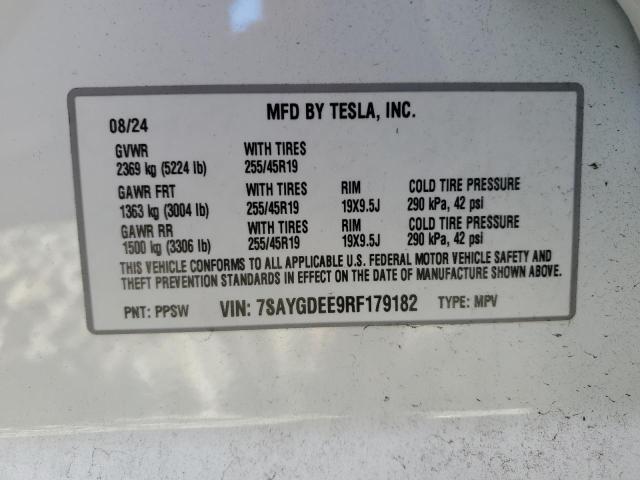 MFD BY TESLA, INC.
08/24
GVWR WITH TIRES
2369 kg (5224 lb) 255/45R19
GAWR FRT WITH TIRES RIM COLD TIRE PRESSURE
1363 kg (3004 lb) 255/45R19 19X9.5J 290 kPa, 42 psi
GAWR RR WITH TIRES RIM COLD TIRE PRESSURE
1500 kg (3306 lb) 255/45R19 19X9.5J 290 kPa, 42 psi
THIS VEHICLE CONFORMS TO ALL APPLICABLE U.S. FEDERAL MOTOR VEHICLE SAFETY AND
THEFT PREVENTION STANDARDS IN EFFECT ON THE DATE OF MANUFACTURE SHOWN ABOVE.
PNT: PPSW VIN: 7SAYGDEE9RF179182 TYPE: MPV